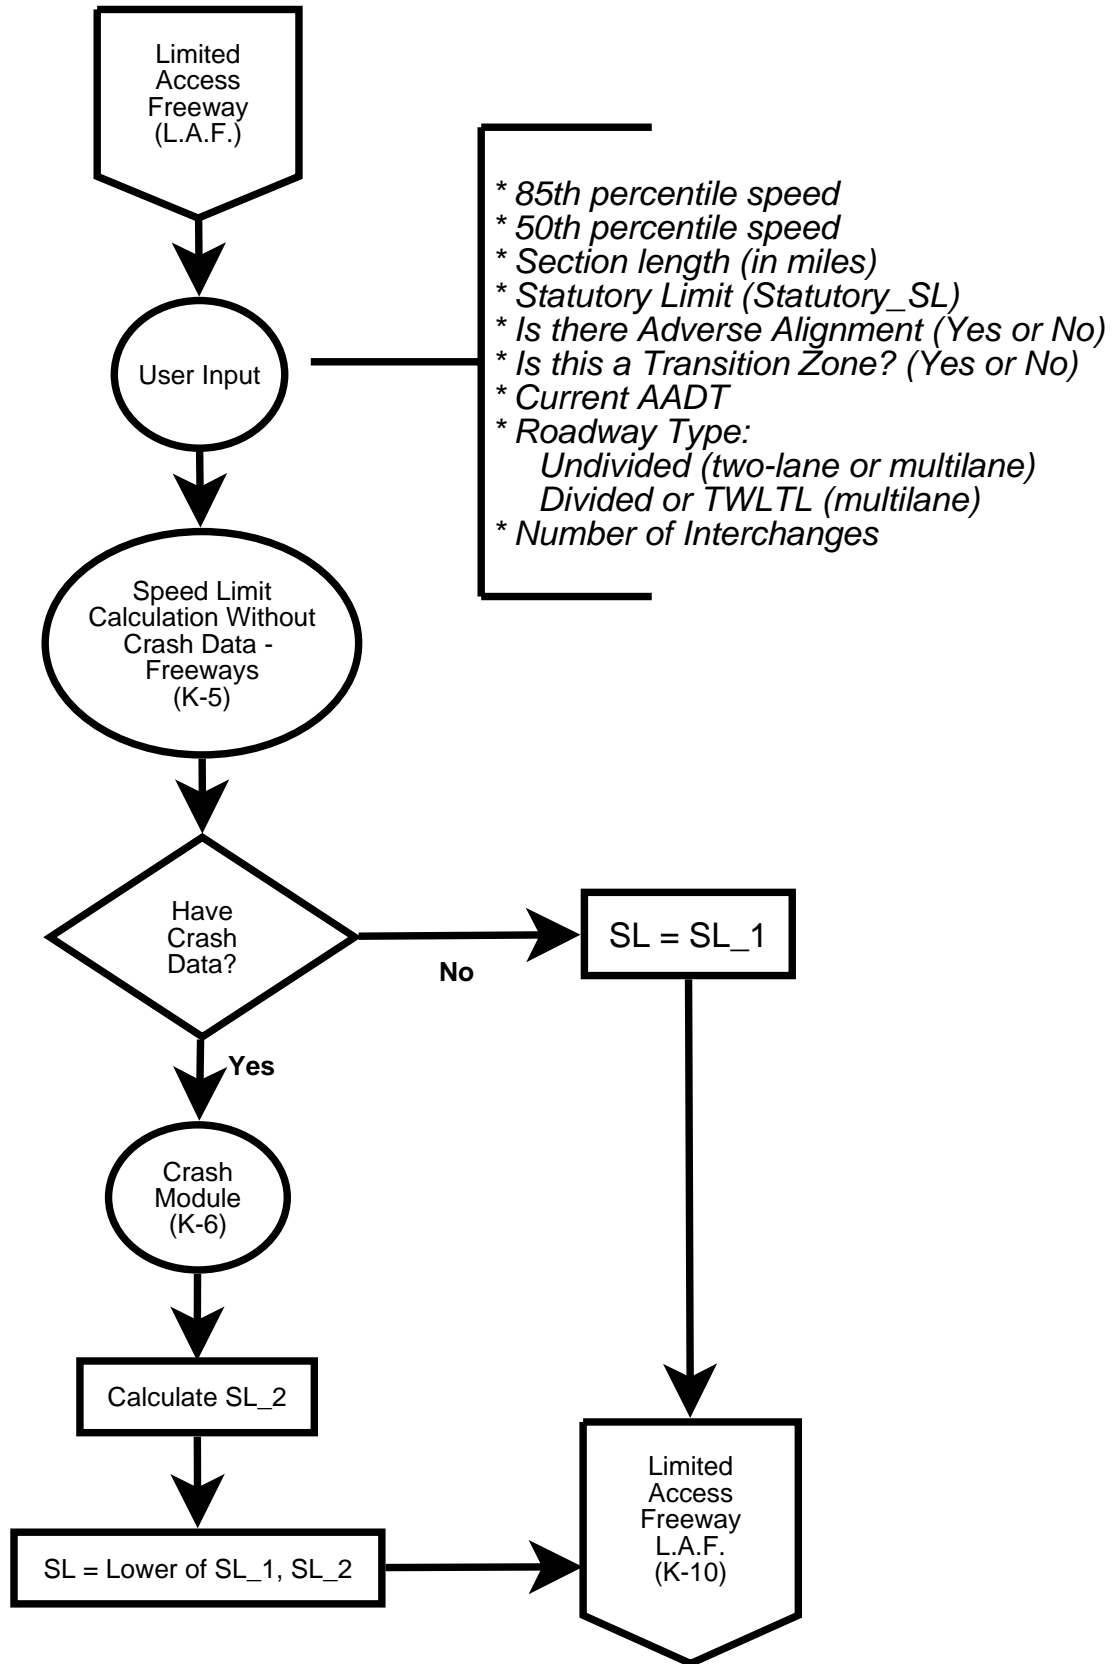 Limited
Access
Freeway
(L.A.F.)
* 85th percentile speed
* 50th percentile speed
* Section length (in miles)
* Statutory Limit (Statutory_SL)
* Is there Adverse Alignment (Yes or No)
* Is this a Transition Zone? (Yes or No)
* Current AADT
* Roadway Type:
Undivided (two-lane or multilane)
Divided or TWLTL (multilane)
* Number of Interchanges
User Input
Speed Limit
Calculation Without
Crash Data -
Freeways
(K-5)
Have
Crash
Data?
No
SL = SL_1
Yes
Crash
Module
(K-6)
Calculate SL_2
SL = Lower of SL_1, SL_2
Limited
Access
Freeway
L.A.F.
(K-10)